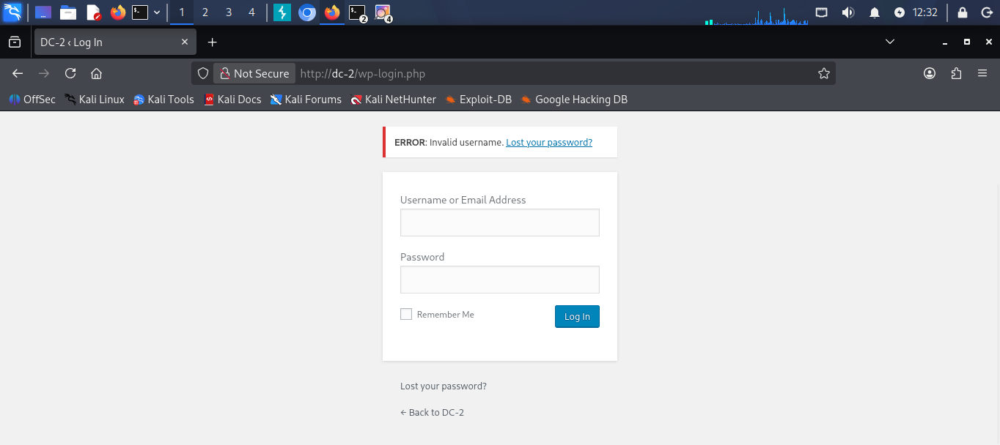 1 2 3 4 2 4 12:32
DC-2 ‹ Log In
Not Secure http://dc-2/wp-login.php
OffSec Kali Linux Kali Tools Kali Docs Kali Forums Kali NetHunter Exploit-DB Google Hacking DB
ERROR: Invalid username. Lost your password?
Username or Email Address
Password
Remember Me Log In
Lost your password?
← Back to DC-2